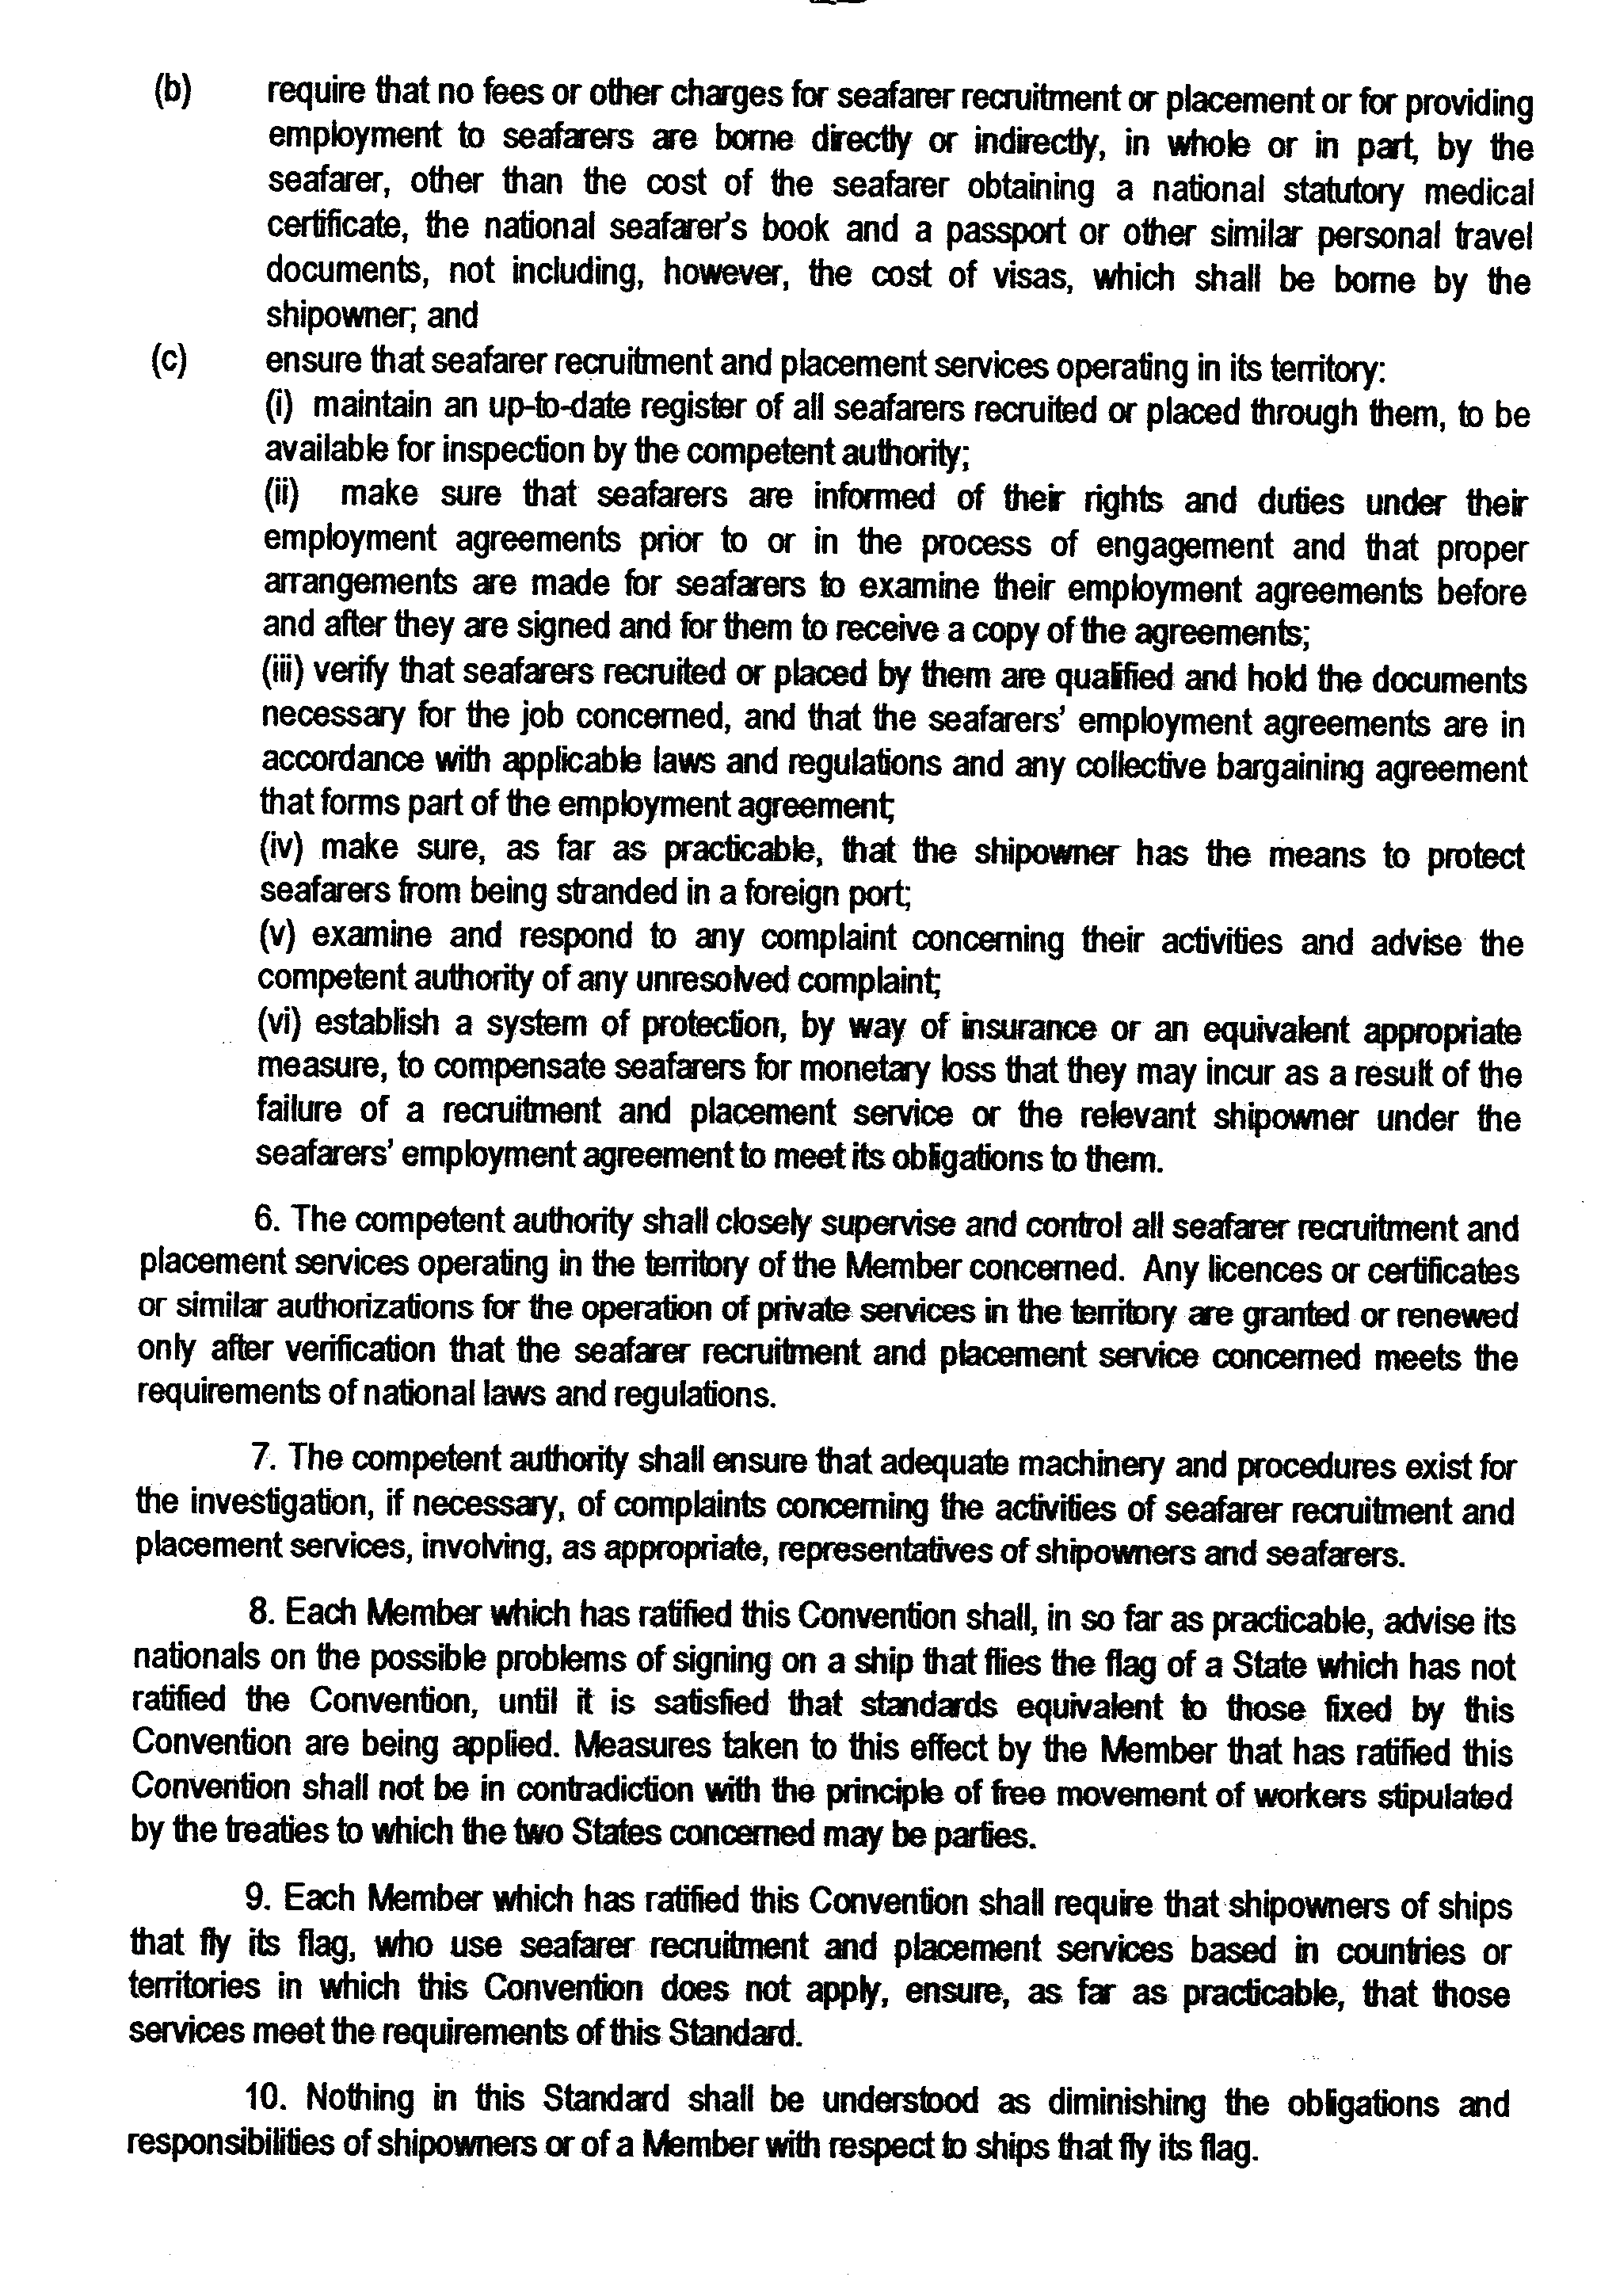 (b) require that no fees or other charges for seafarer recruitment or placement or for providing
employment to seafarers are borne directly or indirectly, in whole or in part, by the
seafarer, other than the cost of the seafarer obtaining a national statutory medical
certificate, the national seafarer's book and a passport or other similar personal travel
documents, not including, however, the cost of visas, which shall be borne by the
shipowner; and
(c) ensure that seafarer recruitment and placement services operating in its territory:
(i) maintain an up-to-date register of all seafarers recruited or placed through them, to be
available for inspection by the competent authority;
(ii) make sure that seafarers are informed of their rights and duties under their
employment agreements prior to or in the process of engagement and that proper
arrangements are made for seafarers to examine their employment agreements before
and after they are signed and for them to receive a copy of the agreements;
(iii) verify that seafarers recruited or placed by them are qualified and hold the documents
necessary for the job concerned, and that the seafarers' employment agreements are in
accordance with applicable laws and regulations and any collective bargaining agreement
that forms part of the employment agreement;
(iv) make sure, as far as practicable, that the shipowner has the means to protect
seafarers from being stranded in a foreign port;
(v) examine and respond to any complaint concerning their activities and advise the
competent authority of any unresolved complaint;
(vi) establish a system of protection, by way of insurance or an equivalent appropriate
measure, to compensate seafarers for monetary loss that they may incur as a result of the
failure of a recruitment and placement service or the relevant shipowner under the
seafarers' employment agreement to meet its obligations to them.
6. The competent authority shall closely supervise and control all seafarer recruitment and
placement services operating in the territory of the Member concerned. Any licences or certificates
or similar authorizations for the operation of private services in the territory are granted or renewed
only after verification that the seafarer recruitment and placement service concerned meets the
requirements of national laws and regulations.
7. The competent authority shall ensure that adequate machinery and procedures exist for
the investigation, if necessary, of complaints concerning the activities of seafarer recruitment and
placement services, involving, as appropriate, representatives of shipowners and seafarers.
8. Each Member which has ratified this Convention shall, in so far as practicable, advise its
nationals on the possible problems of signing on a ship that flies the flag of a State which has not
ratified the Convention, until it is satisfied that standards equivalent to those fixed by this
Convention are being applied. Measures taken to this effect by the Member that has ratified this
Convention shall not be in contradiction with the principle of free movement of workers stipulated
by the treaties to which the two States concerned may be parties.
9. Each Member which has ratified this Convention shall require that shipowners of ships
that fly its flag, who use seafarer recruitment and placement services based in countries or
territories in which this Convention does not apply, ensure, as far as practicable, that those
services meet the requirements of this Standard.
10. Nothing in this Standard shall be understood as diminishing the obligations and
responsibilities of shipowners or of a Member with respect to ships that fly its flag.